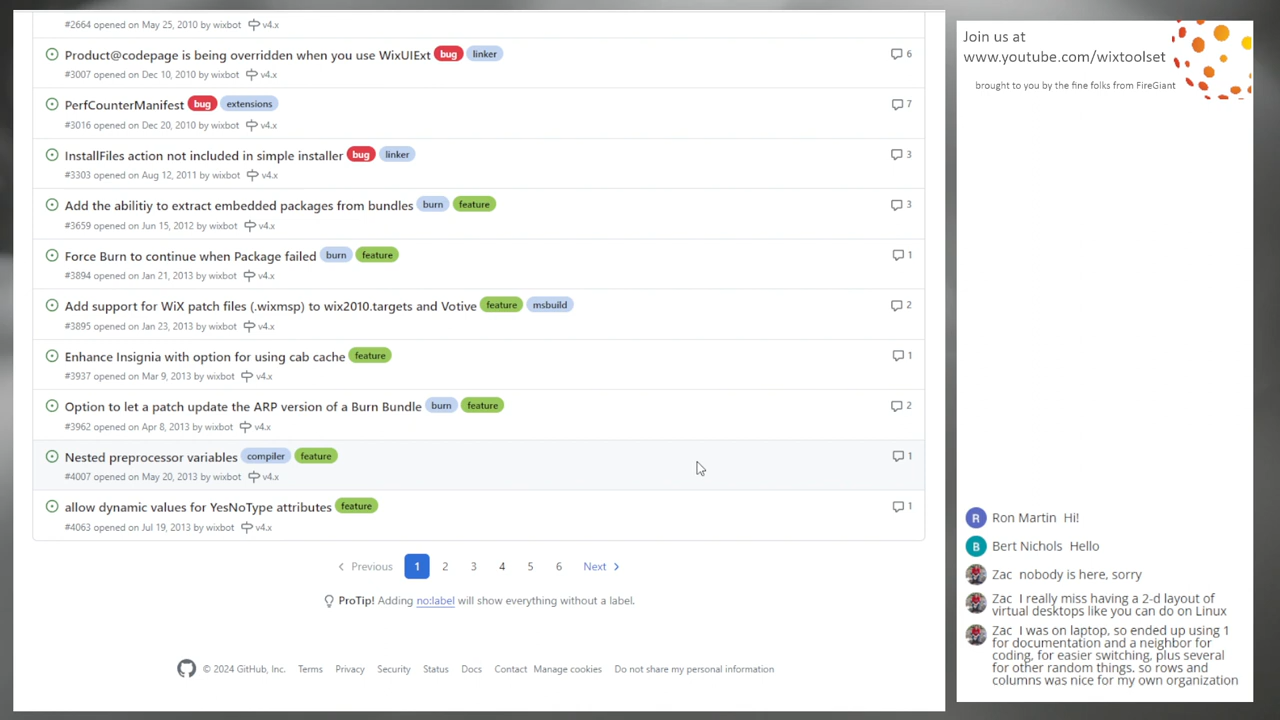 #2664 opened on May 25, 2010 by wixbot v4.x
Product@codepage is being overridden when you use WixUIExt bug linker 6
#3007 opened on Dec 10, 2010 by wixbot v4.x
PerfCounterManifest bug extensions 7
#3016 opened on Dec 20, 2010 by wixbot v4.x
InstallFiles action not included in simple installer bug linker 3
#3303 opened on Aug 12, 2011 by wixbot v4.x
Add the abilitiy to extract embedded packages from bundles burn feature 3
#3659 opened on Jun 15, 2012 by wixbot v4.x
Force Burn to continue when Package failed burn feature 1
#3894 opened on Jan 21, 2013 by wixbot v4.x
Add support for WiX patch files (.wixmsp) to wix2010.targets and Votive feature msbuild 2
#3895 opened on Jan 23, 2013 by wixbot v4.x
Enhance Insignia with option for using cab cache feature 1
#3937 opened on Mar 9, 2013 by wixbot v4.x
Option to let a patch update the ARP version of a Burn Bundle burn feature 2
#3962 opened on Apr 8, 2013 by wixbot v4.x
Nested preprocessor variables compiler feature 1
#4007 opened on May 20, 2013 by wixbot v4.x
allow dynamic values for YesNoType attributes feature 1
#4063 opened on Jul 19, 2013 by wixbot v4.x
Previous 1 2 3 4 5 6 Next
ProTip! Adding no:label will show everything without a label.
© 2024 GitHub, Inc. Terms Privacy Security Status Docs Contact Manage cookies Do not share my personal information
Join us at
www.youtube.com/wixtoolset
brought to you by the fine folks from FireGiant
R Ron Martin Hi!
B Bert Nichols Hello
Zac nobody is here, sorry
Zac I really miss having a 2-d layout of
virtual desktops like you can do on Linux
Zac I was on laptop, so ended up using 1
for documentation and a neighbor for
coding, for easier switching, plus several
for other random things. so rows and
columns was nice for my own organization